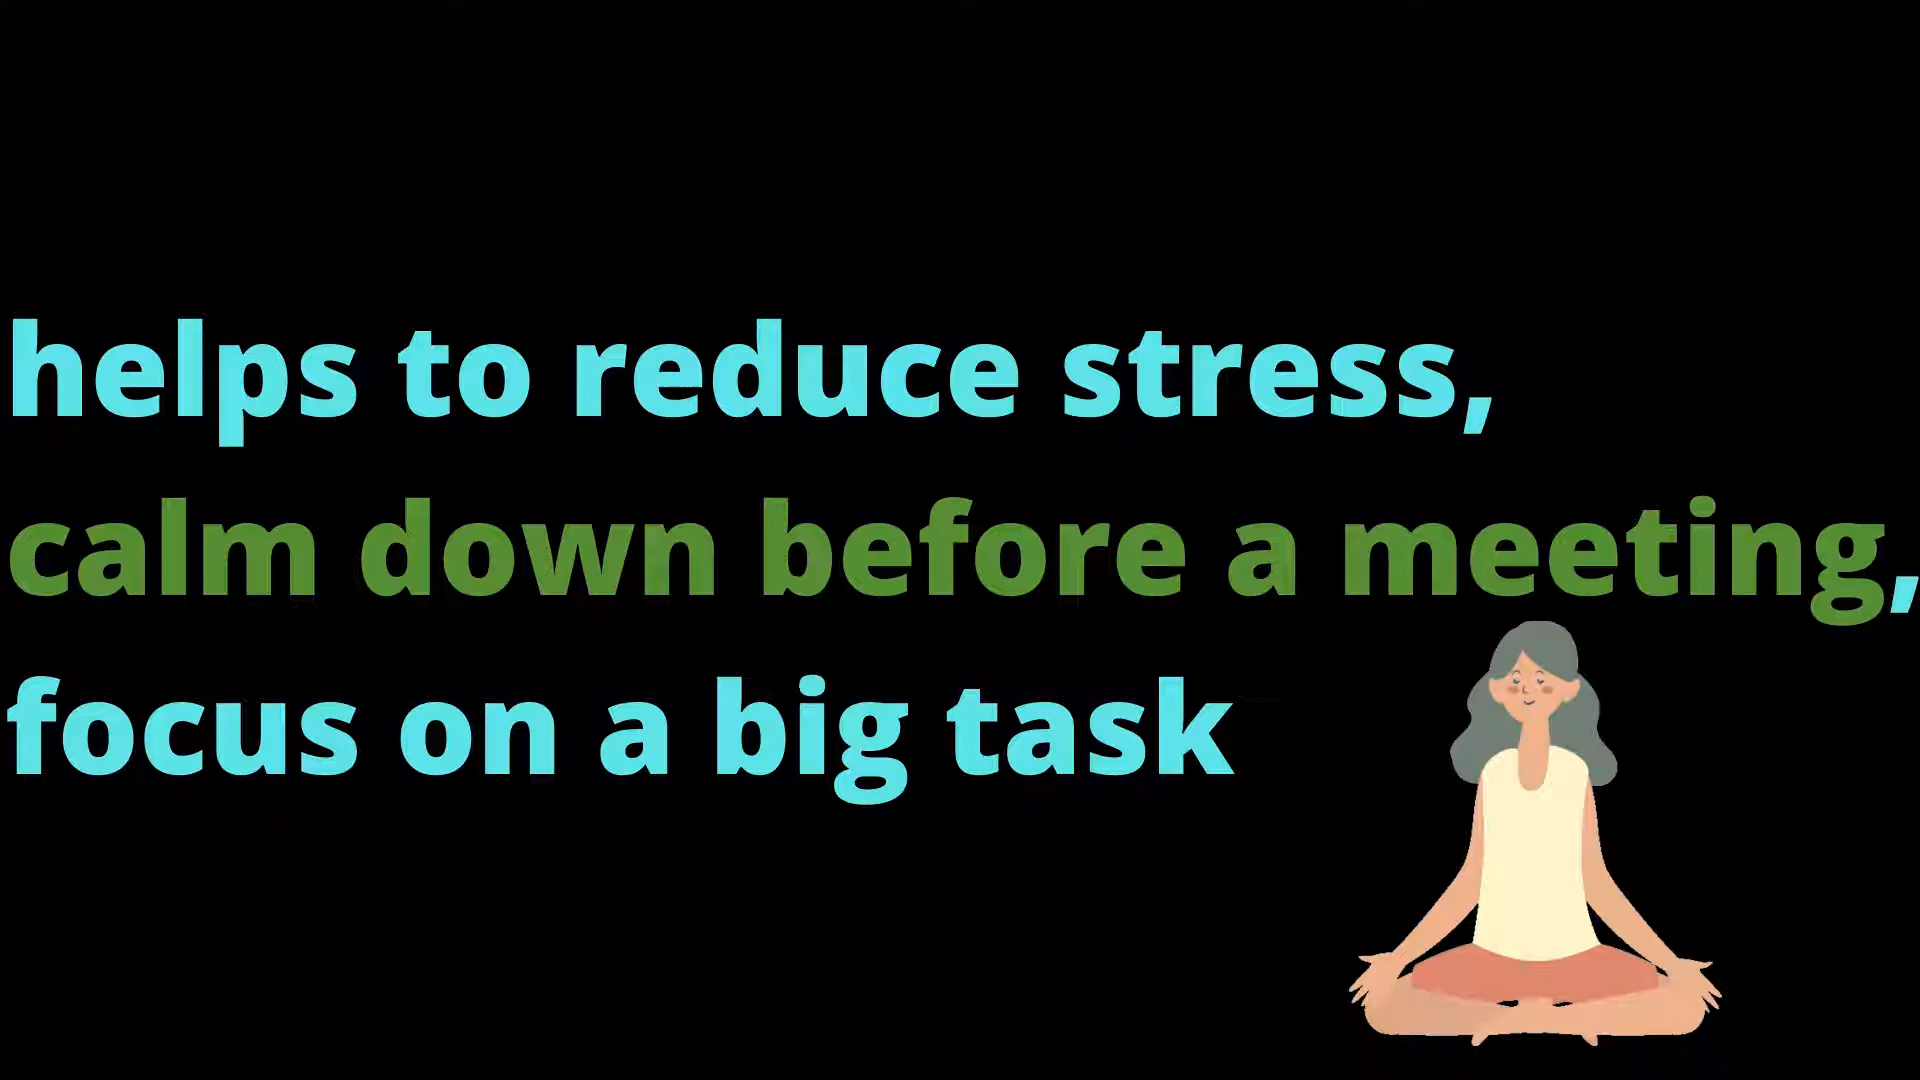 helps to reduce stress,
calm down before a meeting,
focus on a big task